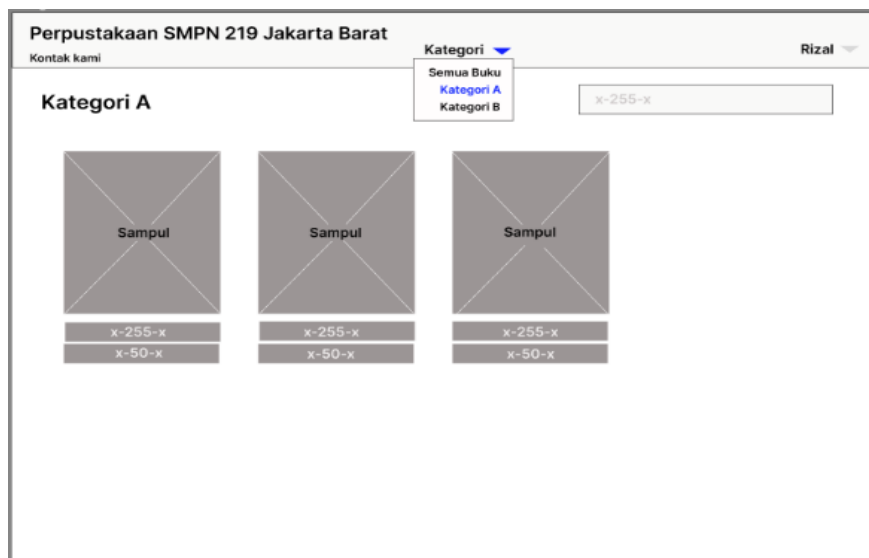 Perpustakaan SMPN 219 Jakarta Barat
Kontak kami
Kategori
Rizal
Semua Buku
Kategori A
Kategori B
Kategori A
x-255-x
Sampul Sampul Sampul
x-255-x x-255-x x-255-x
x-50-x x-50-x x-50-x